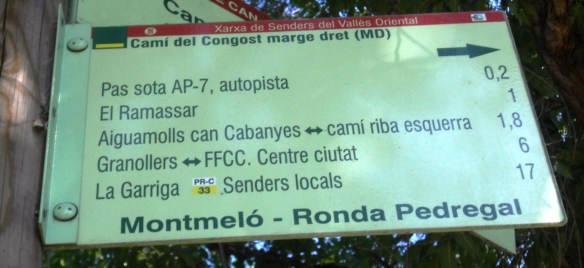 Xarxa de Senders del Vallès Oriental
Camí del Congost marge dret (MD)
Pas sota AP-7, autopista 0,2
El Ramassar 1
Aiguamolls can Cabanyes ↔ camí riba esquerra 1,8
Granollers ↔ FFCC. Centre ciutat 6
La Garriga PR-C 33 Senders locals 17
Montmeló - Ronda Pedregal